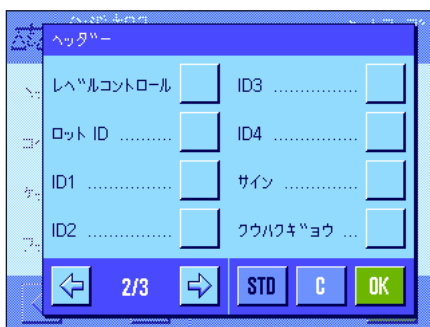 ヘッダー
レベルコントロール
ID3 ...............
ロット ID ..........
ID4 ...............
ID1 ................
サイン ..............
ID2 ................
クウハクギョウ ...
2/3
STD
C
OK